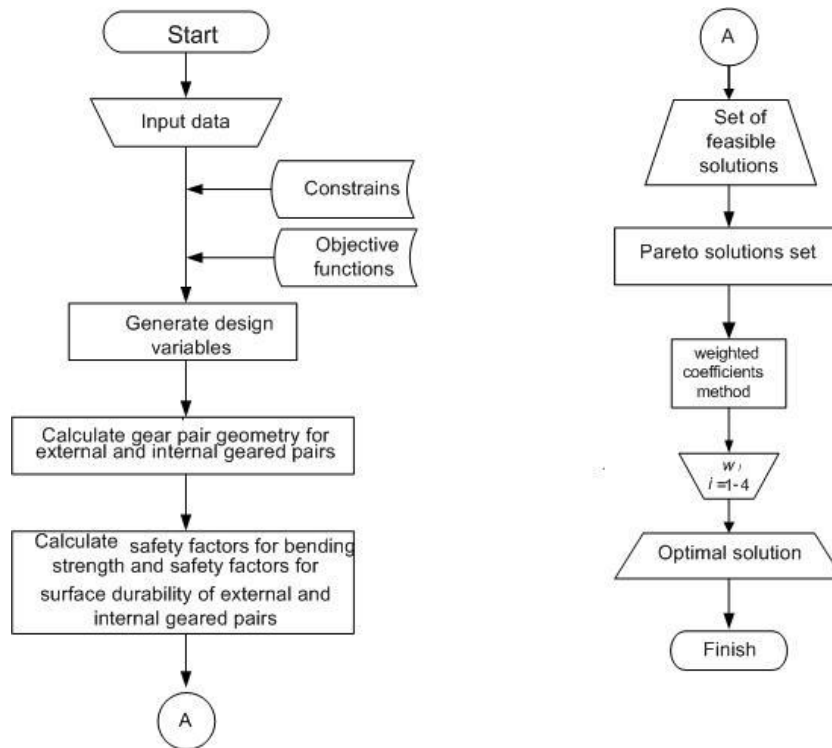 Start
Input data
Constrains
Objective
functions
Generate design
variables
Calculate gear pair geometry for
external and internal geared pairs
Calculate safety factors for bending
strength and safety factors for
surface durability of external and
internal geared pairs
A
A
Set of
feasible
solutions
Pareto solutions set
weighted
coefficients
method
w i
i =1-4
Optimal solution
Finish